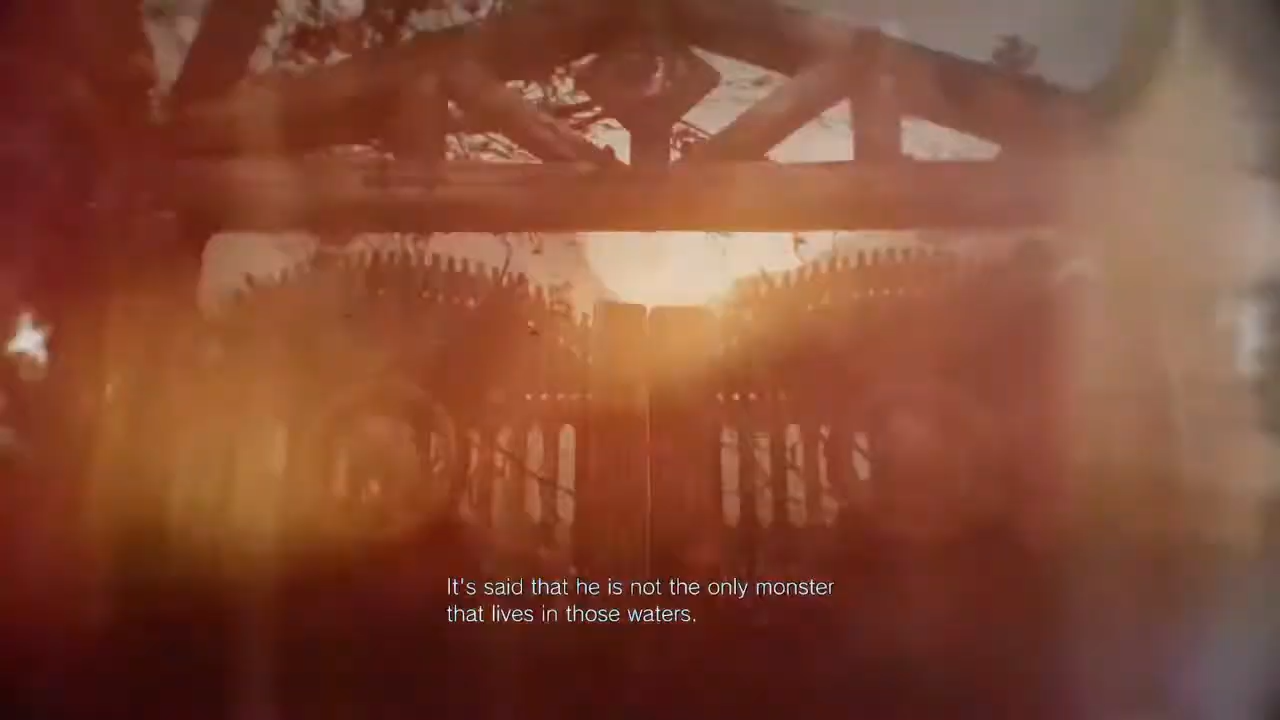 It's said that he is not the only monster
that lives in those waters.